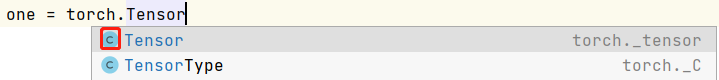 one = torch.Tensor
C Tensor torch._tensor
C TensorType torch._C